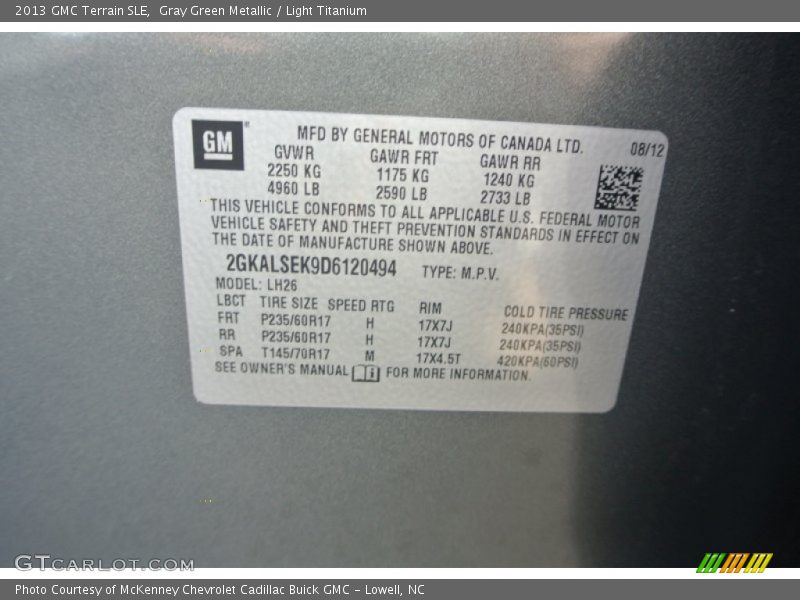 2013 GMC Terrain SLE, Gray Green Metallic / Light Titanium
GM
MFD BY GENERAL MOTORS OF CANADA LTD. 08/12
GVWR GAWR FRT GAWR RR
2250 KG 1175 KG 1240 KG
4960 LB 2590 LB 2733 LB
THIS VEHICLE CONFORMS TO ALL APPLICABLE U.S. FEDERAL MOTOR
VEHICLE SAFETY AND THEFT PREVENTION STANDARDS IN EFFECT ON
THE DATE OF MANUFACTURE SHOWN ABOVE.
2GKALSEK9D6120494 TYPE: M.P.V.
MODEL: LH26
LBCT TIRE SIZE SPEED RTG RIM COLD TIRE PRESSURE
FRT P235/60R17 H 17X7J 240KPA(35PSI)
RR P235/60R17 H 17X7J 240KPA(35PSI)
SPA T145/70R17 M 17X4.5T 420KPA(60PSI)
SEE OWNER'S MANUAL FOR MORE INFORMATION.
GTCARLOT.COM
Photo Courtesy of McKenney Chevrolet Cadillac Buick GMC - Lowell, NC